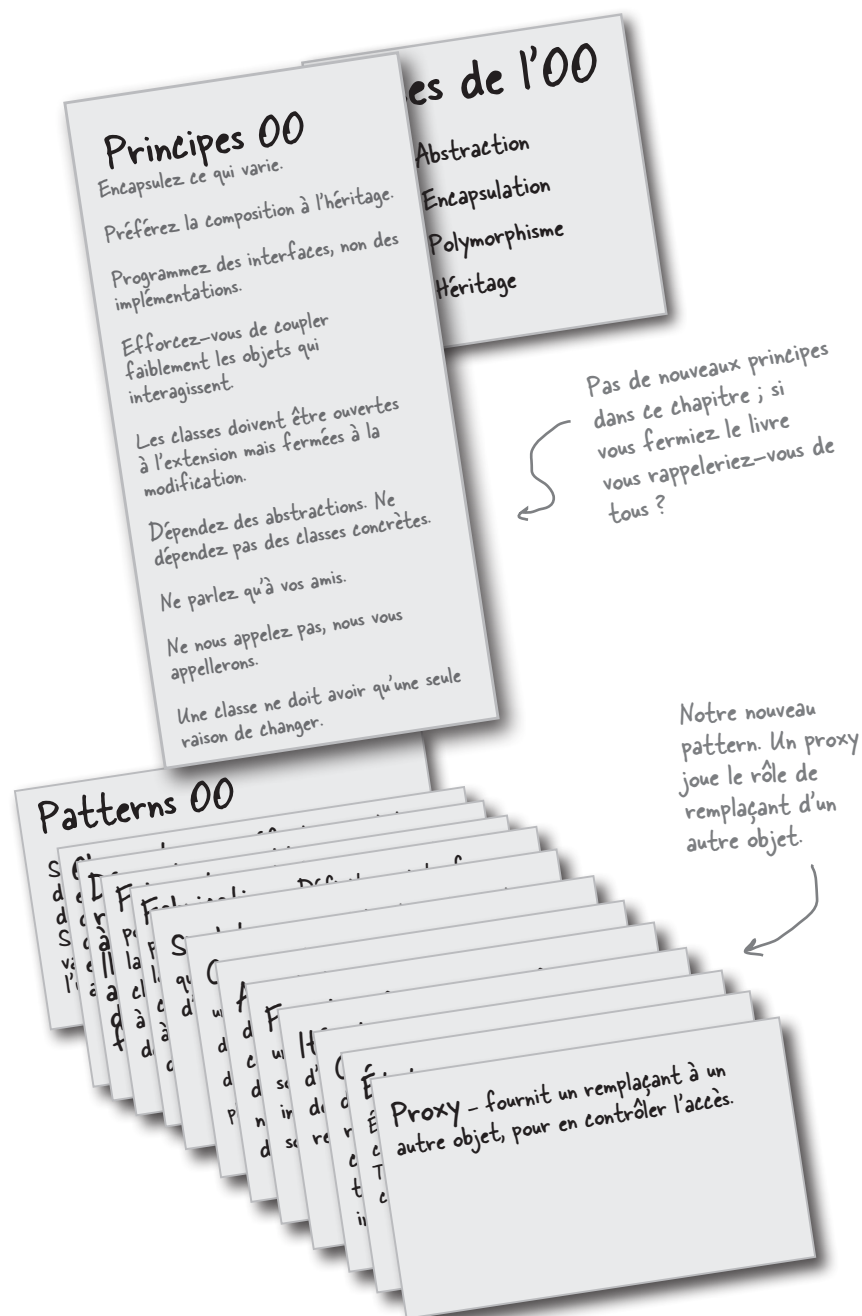 es de l'OO
Abstraction
Encapsulation
Polymorphisme
Héritage
Principes OO
Encapsulez ce qui varie.
Préférez la composition à l'héritage.
Programmez des interfaces, non des
implémentations.
Efforcez-vous de coupler
faiblement les objets qui
interagissent.
Les classes doivent être ouvertes
à l'extension mais fermées à la
modification.
Dépendez des abstractions. Ne
dépendez pas des classes concrètes.
Ne parlez qu'à vos amis.
Ne nous appelez pas, nous vous
appellerons.
Une classe ne doit avoir qu'une seule
raison de changer.
Pas de nouveaux principes
dans ce chapitre ; si
vous fermiez le livre
vous rappeleriez-vous de
tous ?
Notre nouveau
pattern. Un proxy
joue le rôle de
remplaçant d'un
autre objet.
Patterns OO
Proxy – fournit un remplaçant à un
autre objet, pour en contrôler l'accès.